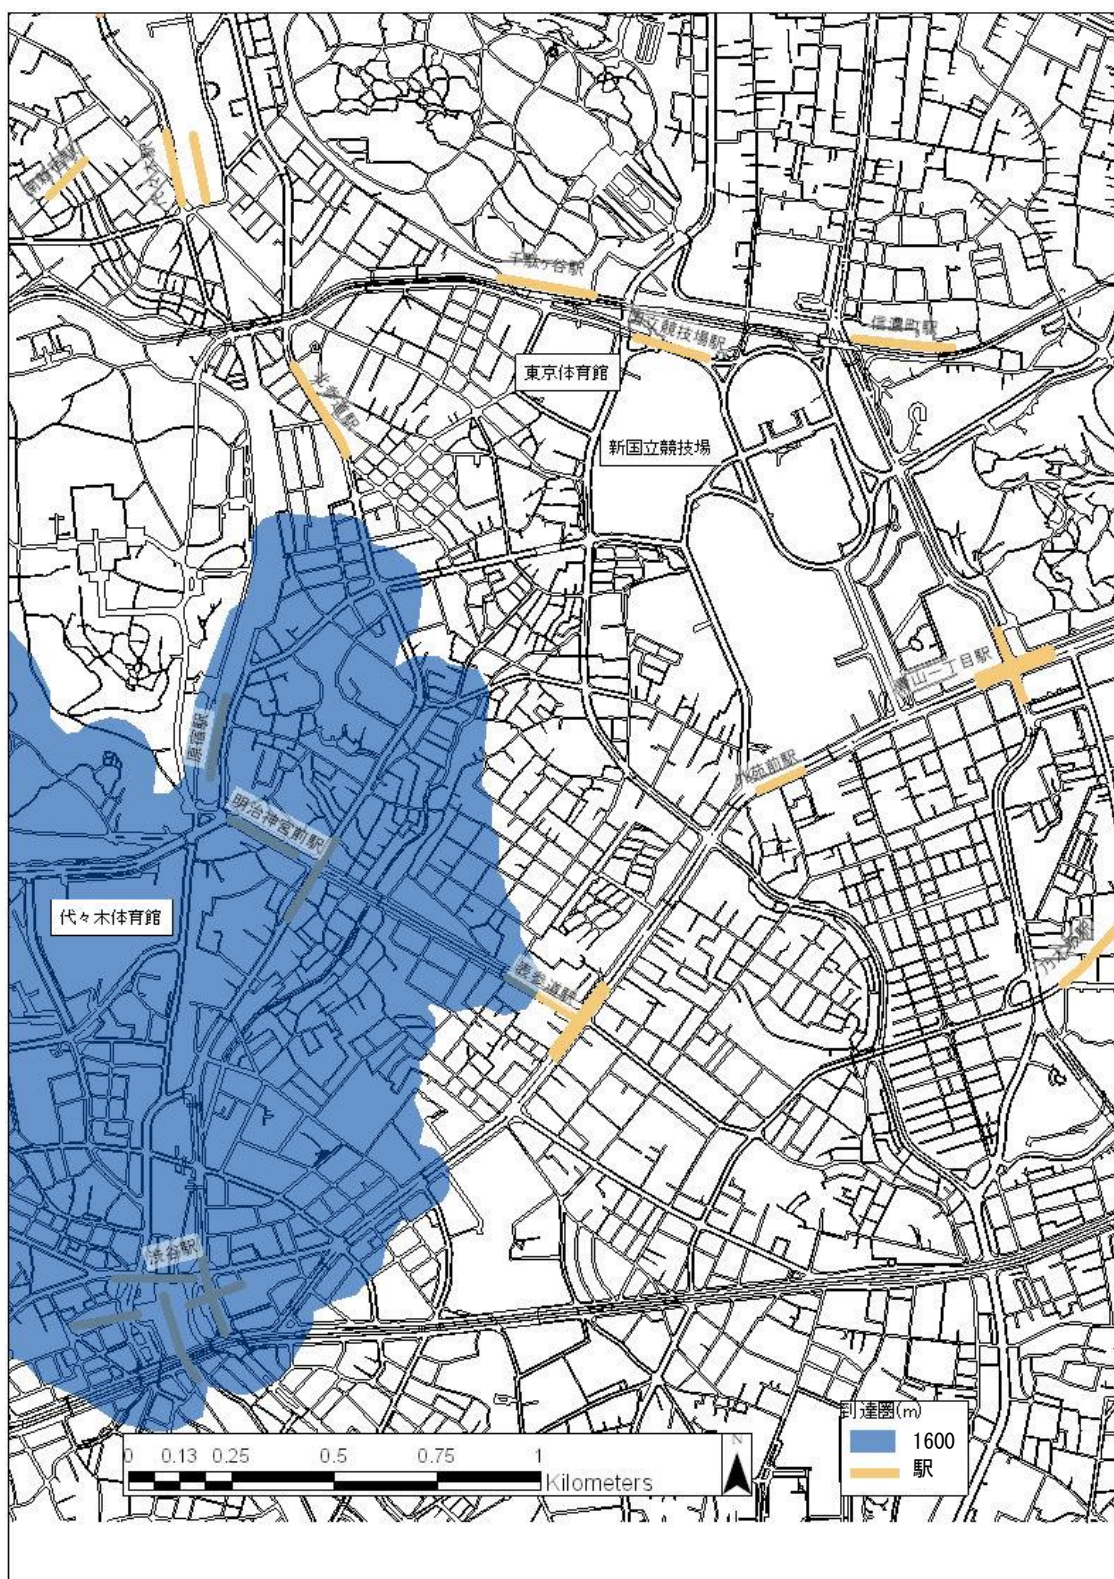 千駄ヶ谷駅
国立競技場駅
信濃町駅
東京体育館
北参道駅
新国立競技場
青山一丁目駅
原宿駅
外苑前駅
明治神宮前駅
代々木体育館
乃木坂駅
表参道駅
渋谷駅
到達圏(m)
1600
駅
0 0.13 0.25 0.5 0.75 1
Kilometers
N